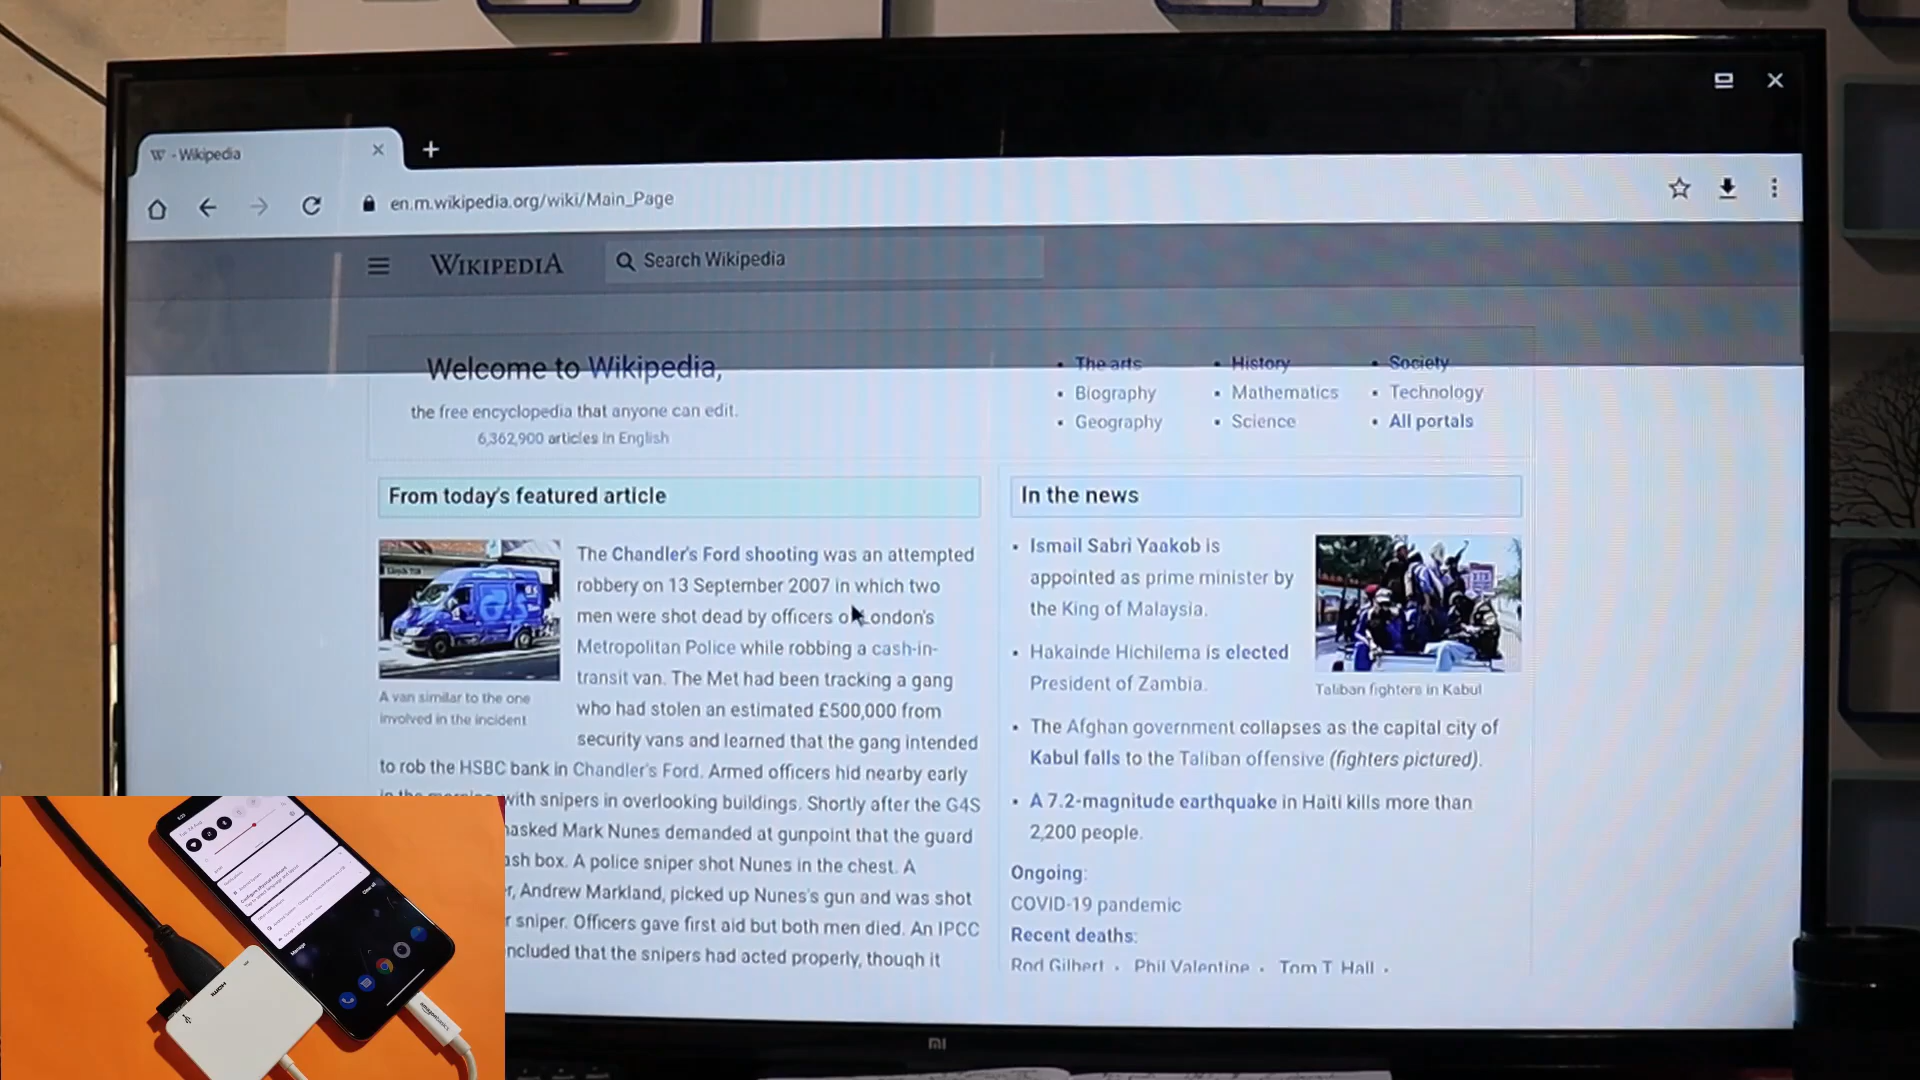 W - Wikipedia
en.m.wikipedia.org/wiki/Main_Page
WIKIPEDIA
Search Wikipedia
Welcome to Wikipedia,
the free encyclopedia that anyone can edit.
6,362,900 articles in English
• The arts
• Biography
• Geography
• History
• Mathematics
• Science
• Society
• Technology
• All portals
From today's featured article
The Chandler's Ford shooting was an attempted
robbery on 13 September 2007 in which two
men were shot dead by officers o London's
Metropolitan Police while robbing a cash-in-
transit van. The Met had been tracking a gang
who had stolen an estimated £500,000 from
security vans and learned that the gang intended
to rob the HSBC bank in Chandler's Ford. Armed officers hid nearby early
with snipers in overlooking buildings. Shortly after the G4S
masked Mark Nunes demanded at gunpoint that the guard
ash box. A police sniper shot Nunes in the chest. A
r, Andrew Markland, picked up Nunes's gun and was shot
r sniper. Officers gave first aid but both men died. An IPCC
ncluded that the snipers had acted properly, though it
A van similar to the one
involved in the incident
In the news
• Ismail Sabri Yaakob is
appointed as prime minister by
the King of Malaysia.
• Hakainde Hichilema is elected
President of Zambia.
Taliban fighters in Kabul
• The Afghan government collapses as the capital city of
Kabul falls to the Taliban offensive (fighters pictured).
• A 7.2-magnitude earthquake in Haiti kills more than
2,200 people.
Ongoing:
COVID-19 pandemic
Recent deaths:
Rod Gilbert • Phil Valentine • Tom T. Hall •
mi
HDMI
Manage
Clear all